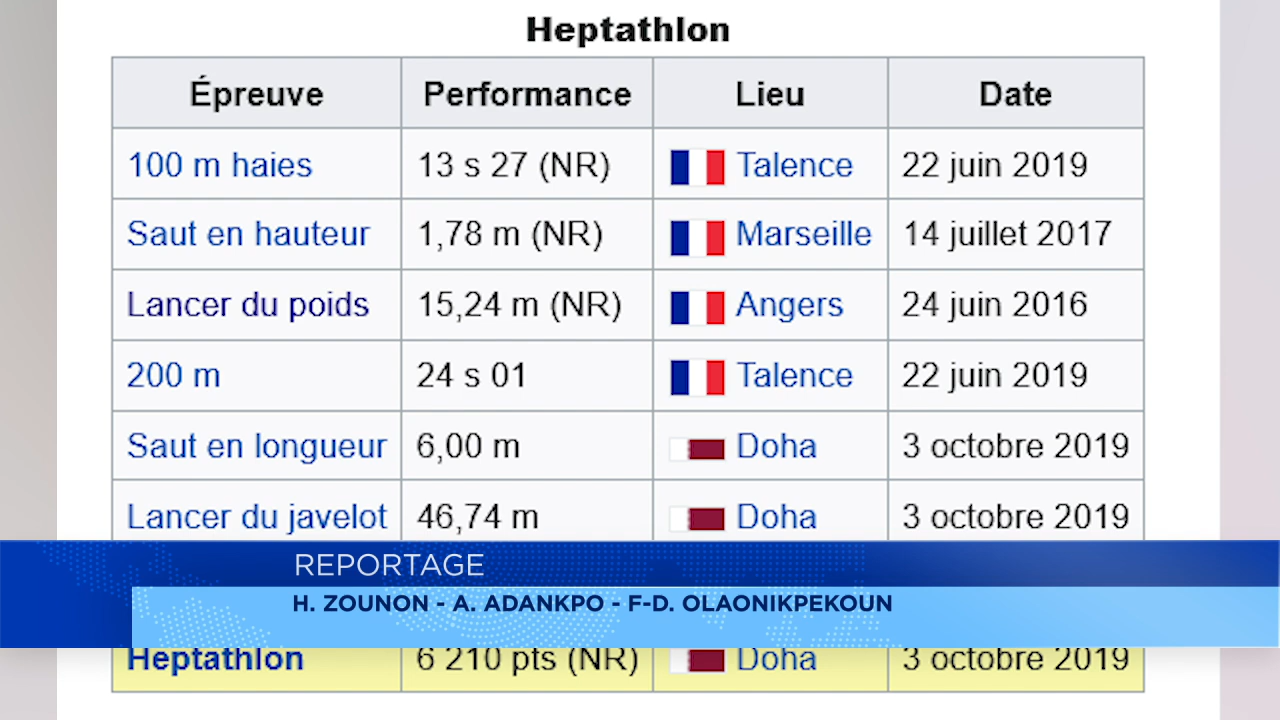 Heptathlon
Épreuve Performance Lieu Date
100 m haies 13 s 27 (NR) Talence 22 juin 2019
Saut en hauteur 1,78 m (NR) Marseille 14 juillet 2017
Lancer du poids 15,24 m (NR) Angers 24 juin 2016
200 m 24 s 01 Talence 22 juin 2019
Saut en longueur 6,00 m Doha 3 octobre 2019
Lancer du javelot 46,74 m Doha 3 octobre 2019
REPORTAGE
H. ZOUNON - A. ADANKPO - F-D. OLAONIKPEKOUN
Heptathlon 6 210 pts (NR) Doha 3 octobre 2019